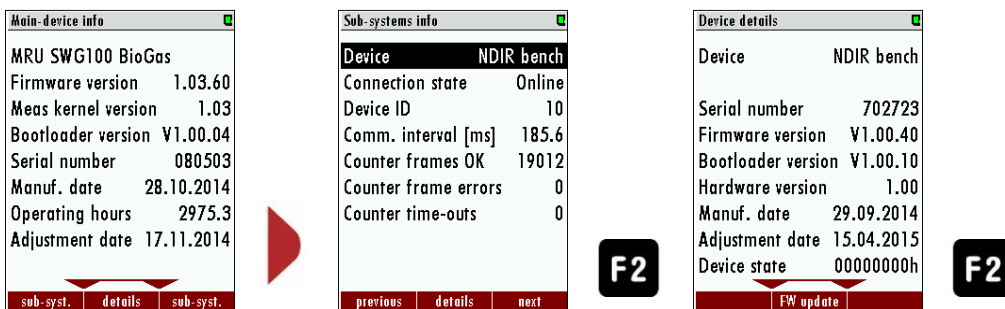 Main-device info
MRU SWG100 BioGas
Firmware version 1.03.60
Meas kernel version 1.03
Bootloader version V1.00.04
Serial number 080503
Manuf. date 28.10.2014
Operating hours 2975.3
Adjustment date 17.11.2014
sub-syst. details sub-syst.
Sub-systems info
Device NDIR bench
Connection state Online
Device ID 10
Comm. interval [ms] 185.6
Counter frames OK 19012
Counter frame errors 0
Counter time-outs 0
previous details next
F2
Device details
Device NDIR bench
Serial number 702723
Firmware version V1.00.40
Bootloader version V1.00.10
Hardware version 1.00
Manuf. date 29.09.2014
Adjustment date 15.04.2015
Device state 00000000h
FW update
F2